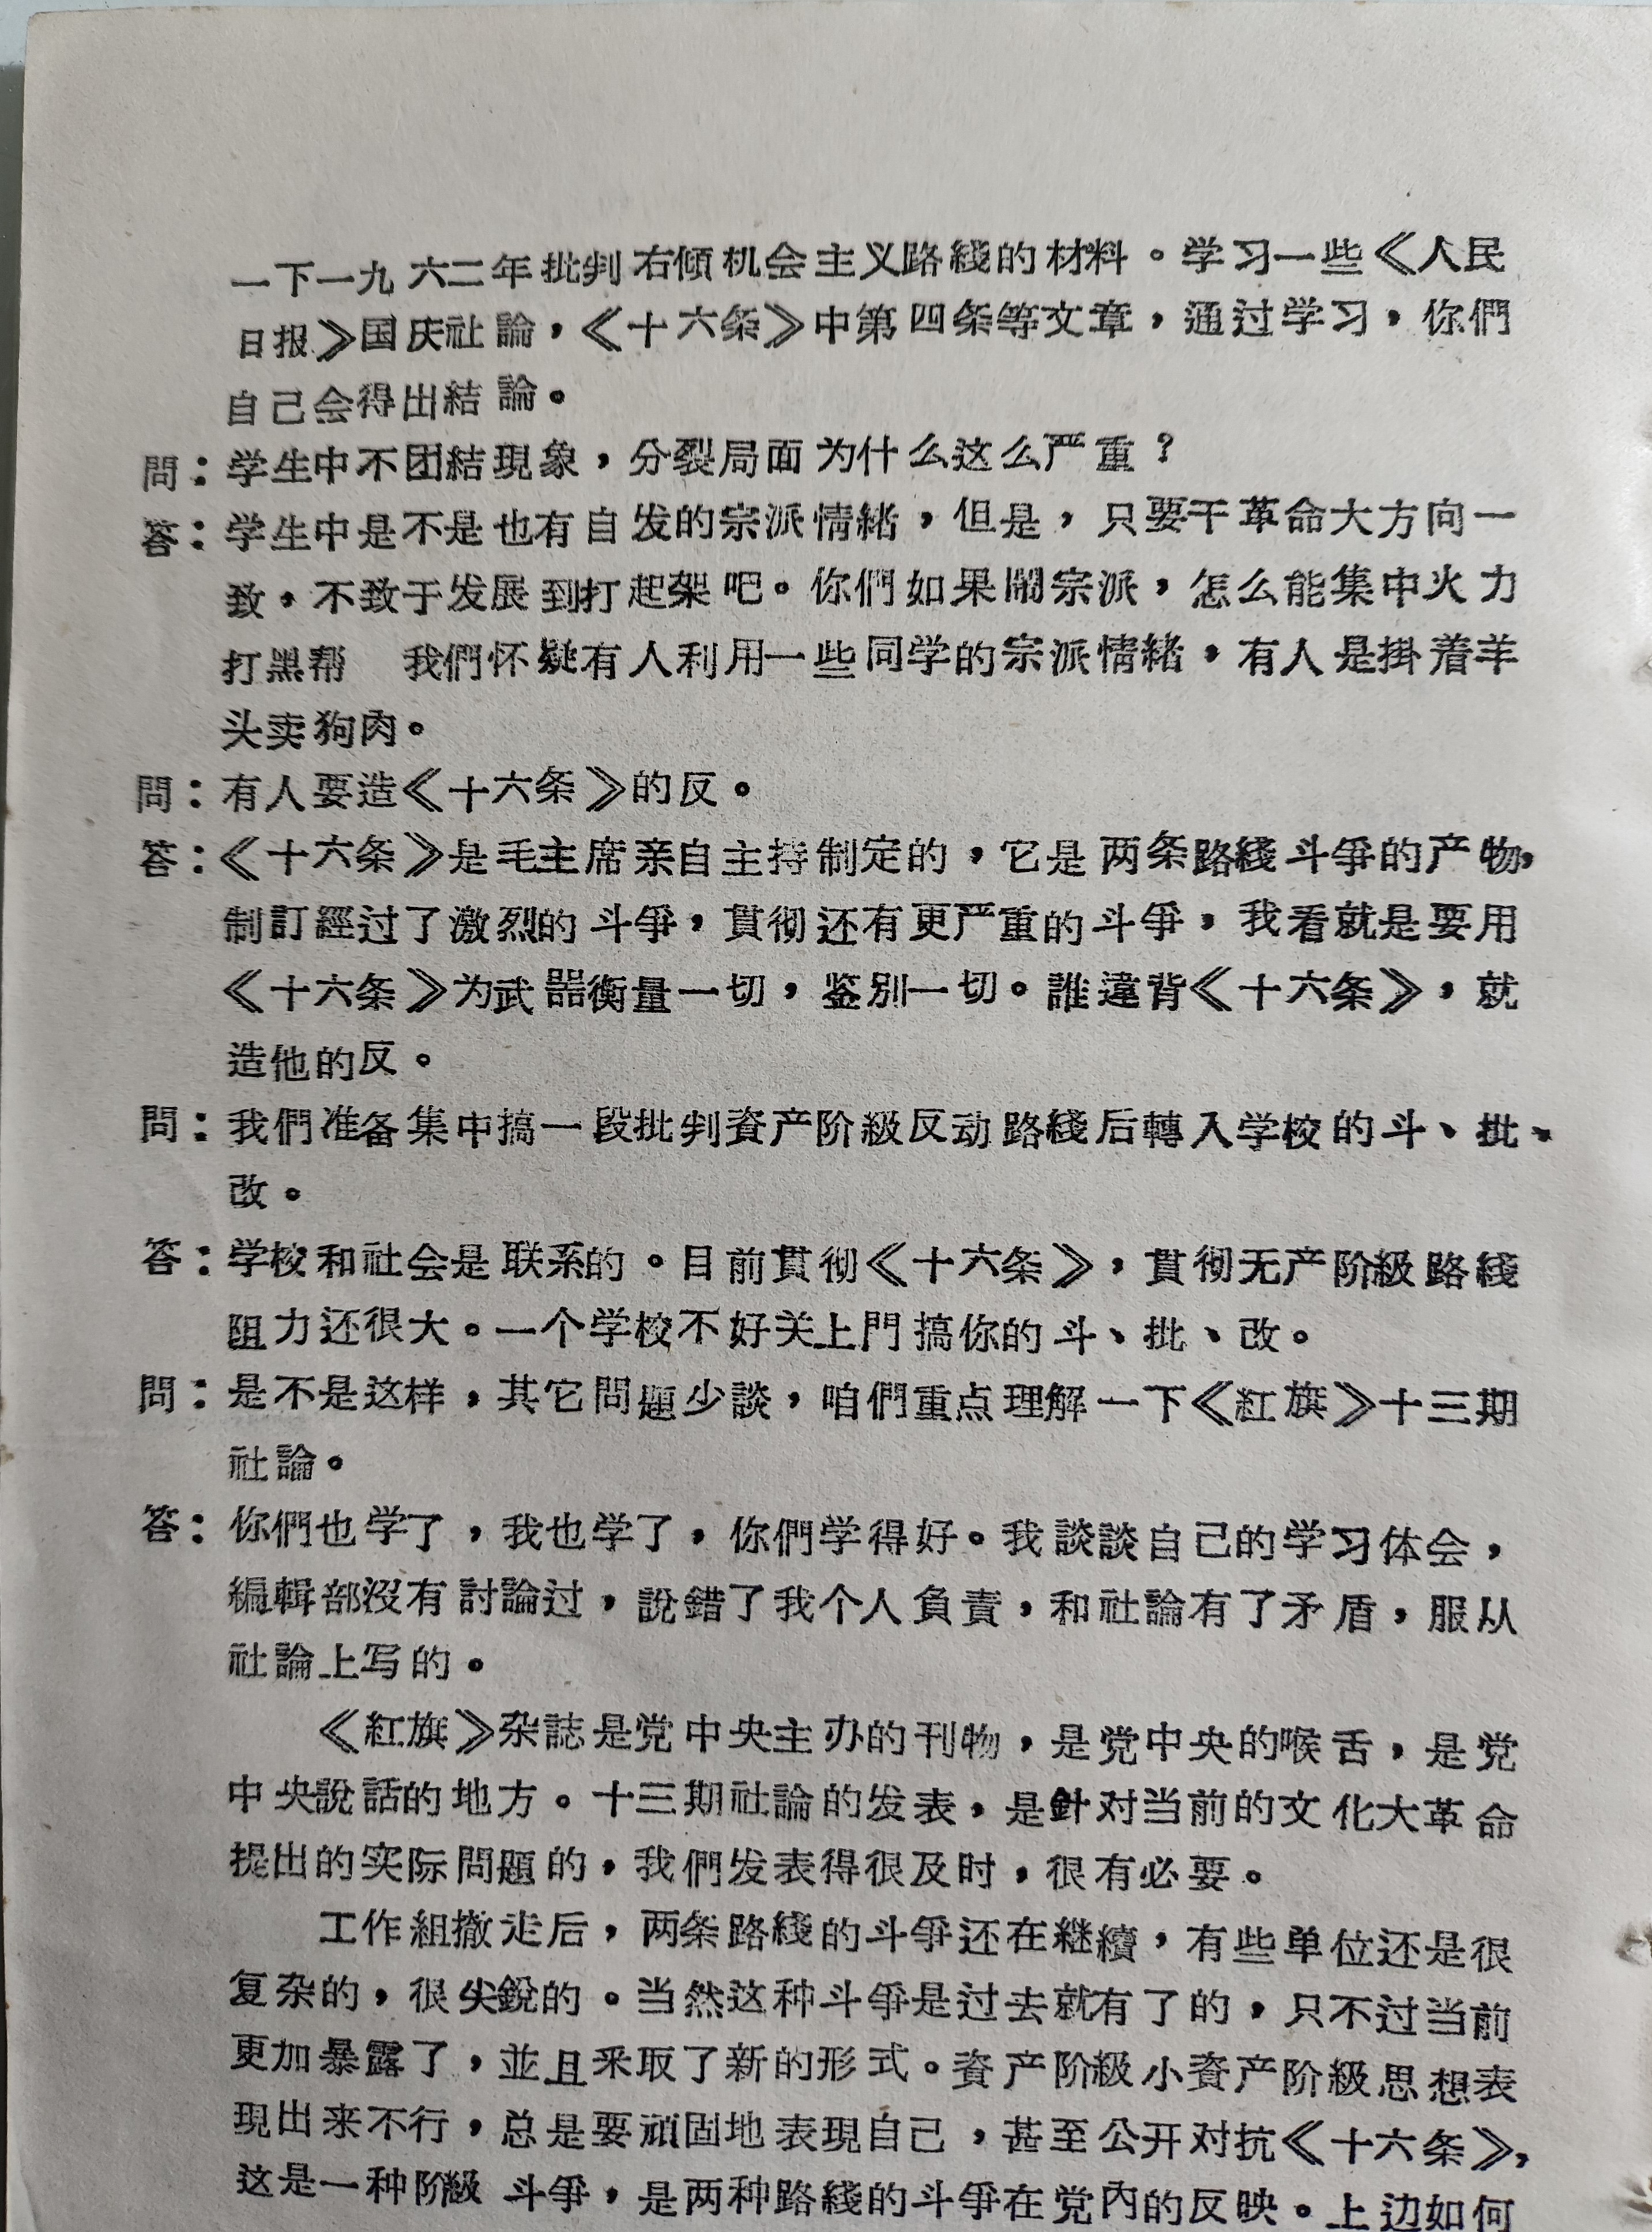 一下一九六二年批判右傾机会主义路綫的材料。学习一些《人民
日报》国庆社論，《十六条》中第四条等文章，通过学习，你們
自己会得出結論。
問：学生中不团結現象，分裂局面为什么这么严重？
答：学生中是不是也有自发的宗派情緒，但是，只要干革命大方向一
致，不致于发展到打起架吧。你們如果鬧宗派，怎么能集中火力
打黑帮　我們怀疑有人利用一些同学的宗派情緒，有人是掛着羊
头卖狗肉。
問：有人要造《十六条》的反。
答：《十六条》是毛主席亲自主持制定的，它是两条路綫斗爭的产物，
制訂經过了激烈的斗爭，貫彻还有更严重的斗爭，我看就是要用
《十六条》为武器衡量一切，鉴别一切。誰違背《十六条》，就
造他的反。
問：我們准备集中搞一段批判資产阶級反动路綫后轉入学校的斗、批、
改。
答：学校和社会是联系的。目前貫彻《十六条》，貫彻无产阶級路綫
阻力还很大。一个学校不好关上門搞你的斗、批、改。
問：是不是这样，其它問題少談，咱們重点理解一下《紅旗》十三期
社論。
答：你們也学了，我也学了，你們学得好。我談談自己的学习体会，
編輯部沒有討論过，說錯了我个人負責，和社論有了矛盾，服从
社論上写的。
《紅旗》杂誌是党中央主办的刊物，是党中央的喉舌，是党
中央說話的地方。十三期社論的发表，是針对当前的文化大革命
提出的实际問題的，我們发表得很及时，很有必要。
工作組撤走后，两条路綫的斗爭还在継續，有些单位还是很
复杂的，很尖銳的。当然这种斗爭是过去就有了的，只不过当前
更加暴露了，並且釆取了新的形式。資产阶級小資产阶級思想表
現出来不行，总是要頑固地表現自己，甚至公开对抗《十六条》，
这是一种阶級斗爭，是两种路綫的斗爭在党內的反映。上边如何